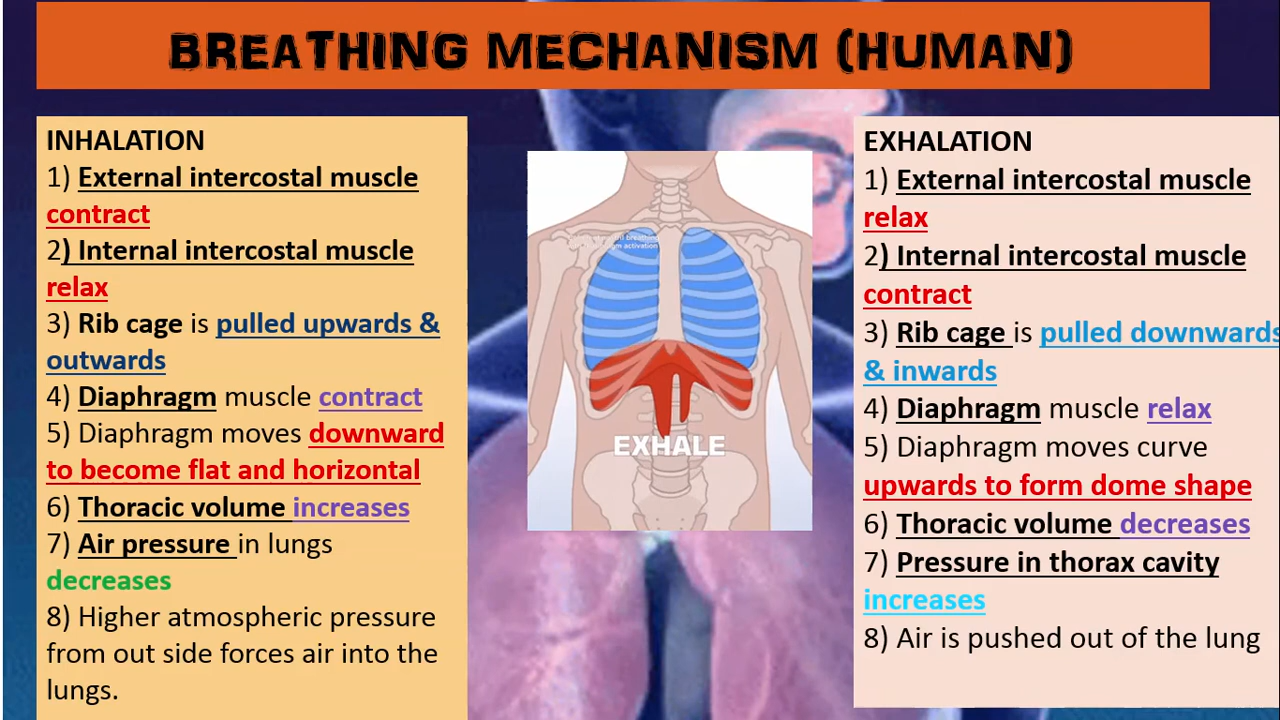 BREATHING MECHANISM (HUMAN)
INHALATION
1) External intercostal muscle
contract
2) Internal intercostal muscle
relax
3) Rib cage is pulled upwards &
outwards
4) Diaphragm muscle contract
5) Diaphragm moves downward
to become flat and horizontal
6) Thoracic volume increases
7) Air pressure in lungs
decreases
8) Higher atmospheric pressure
from out side forces air into the
lungs.
EXHALE
EXHALATION
1) External intercostal muscle
relax
2) Internal intercostal muscle
contract
3) Rib cage is pulled downwards
& inwards
4) Diaphragm muscle relax
5) Diaphragm moves curve
upwards to form dome shape
6) Thoracic volume decreases
7) Pressure in thorax cavity
increases
8) Air is pushed out of the lung